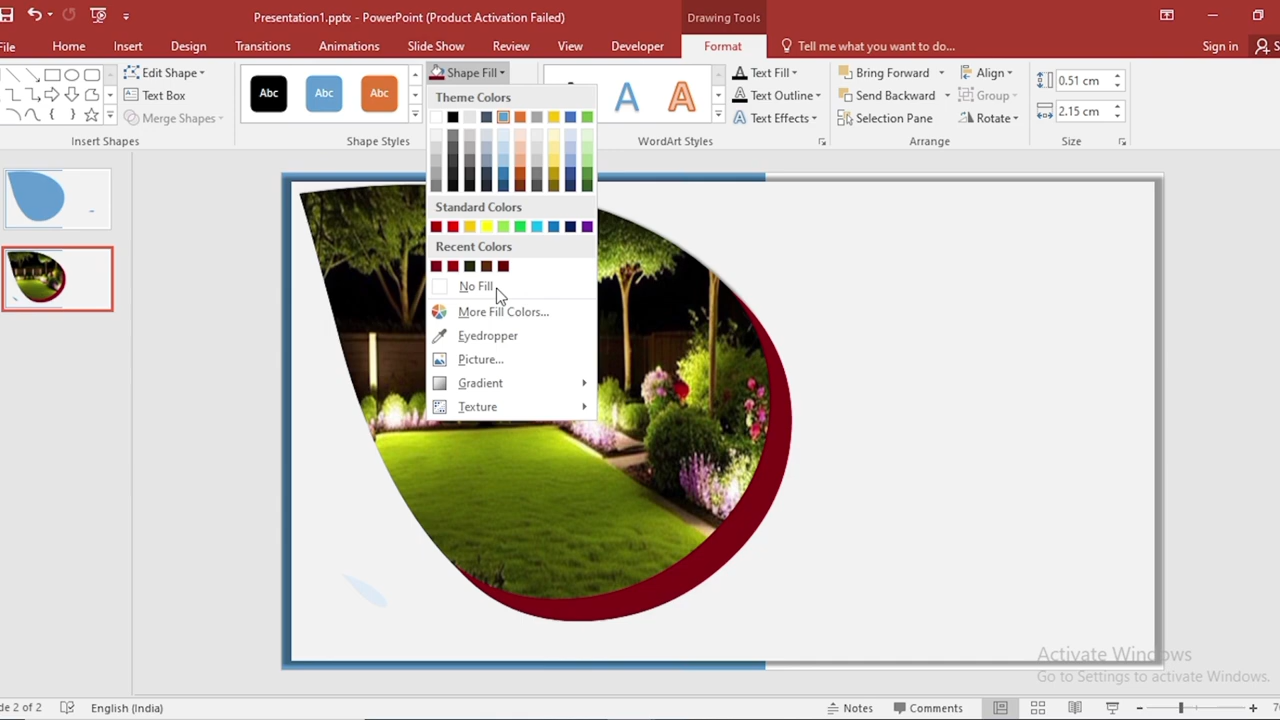 Presentation1.pptx - PowerPoint (Product Activation Failed)
Drawing Tools
File Home Insert Design Transitions Animations Slide Show Review View Developer Format Tell me what you want to do... Sign in
Edit Shape
Text Box
Merge Shapes
Insert Shapes
Abc Abc Abc
Shape Styles
Shape Fill
A A
WordArt Styles
Text Fill
Text Outline
Text Effects
Bring Forward
Send Backward
Selection Pane
Align
Group
Rotate
Arrange
0.51 cm
2.15 cm
Size
Theme Colors
Standard Colors
Recent Colors
No Fill
More Fill Colors...
Eyedropper
Picture...
Gradient
Texture
Activate Windows
Go to Settings to activate Windows.
de 2 of 2 English (India) Notes Comments